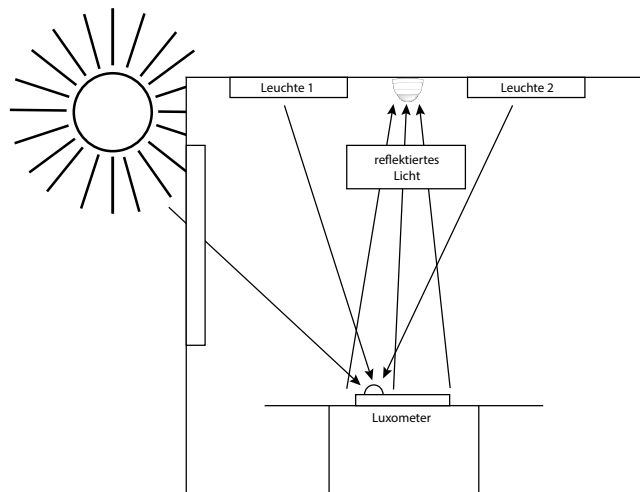 Leuchte 1
Leuchte 2
reflektiertes
Licht
Luxometer